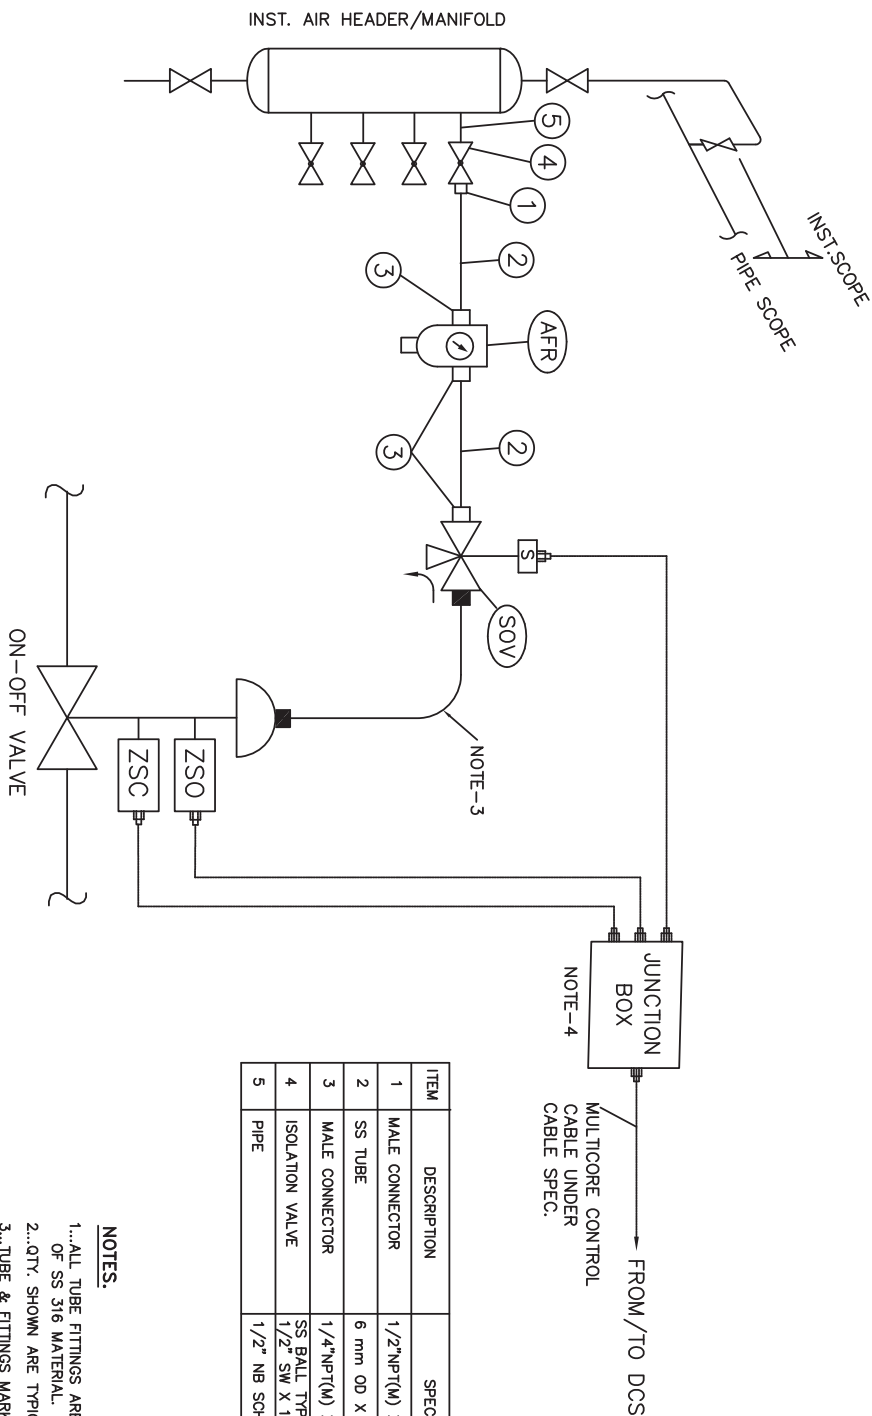 INST. AIR HEADER/MANIFOLD
INST.SCOPE
PIPE SCOPE
5
4
1
2
3
AFR
2
3
S
SOV
NOTE-3
ZSO
ZSC
ON-OFF VALVE
JUNCTION
BOX
NOTE-4
MULTICORE CONTROL
CABLE UNDER
CABLE SPEC.
FROM/TO DCS
ITEM DESCRIPTION
1 MALE CONNECTOR 1/2"NPT(M)
2 SS TUBE 6 mm OD X
3 MALE CONNECTOR 1/4"NPT(M)
4 ISOLATION VALVE SS BALL
1/2" SW X
5 PIPE 1/2" NB
NOTES.
1...ALL TUBE FITTINGS ARE
OF SS 316 MATERIAL.
2...QTY. SHOWN ARE
3...TUBE & FITTINGS